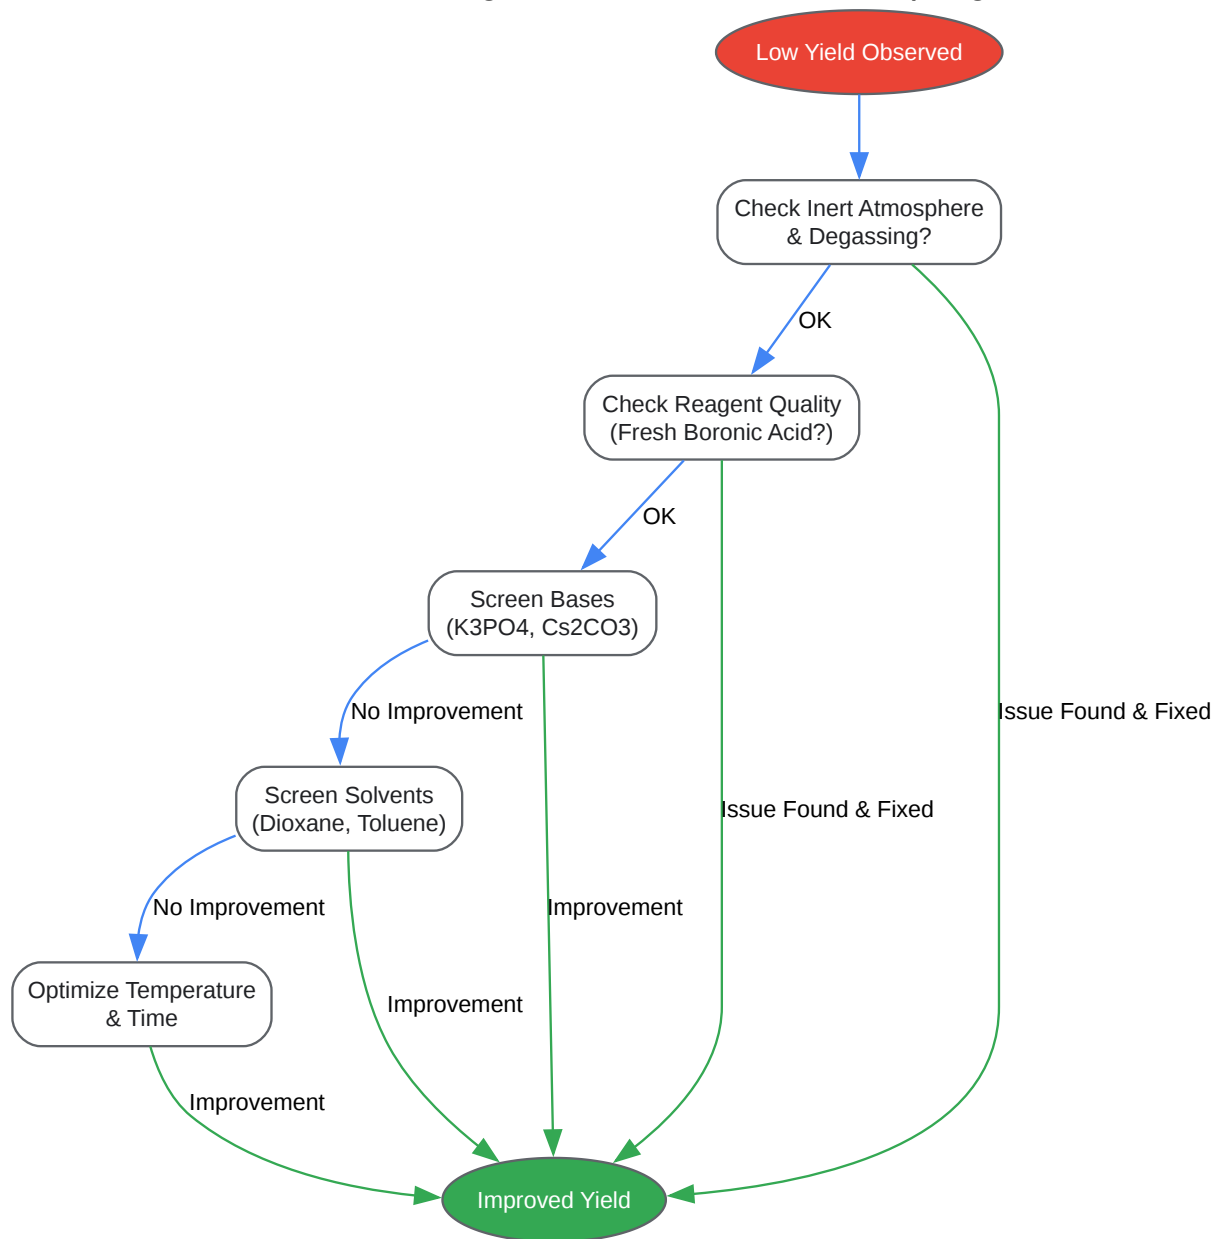 Low Yield Observed
Check Inert Atmosphere
& Degassing?
OK
Check Reagent Quality
(Fresh Boronic Acid?)
OK
Screen Bases
(K3PO4, Cs2CO3)
No Improvement
Issue Found & Fixed
Screen Solvents
(Dioxane, Toluene)
Issue Found & Fixed
No Improvement
Improvement
Optimize Temperature
& Time
Improvement
Improvement
Improved Yield